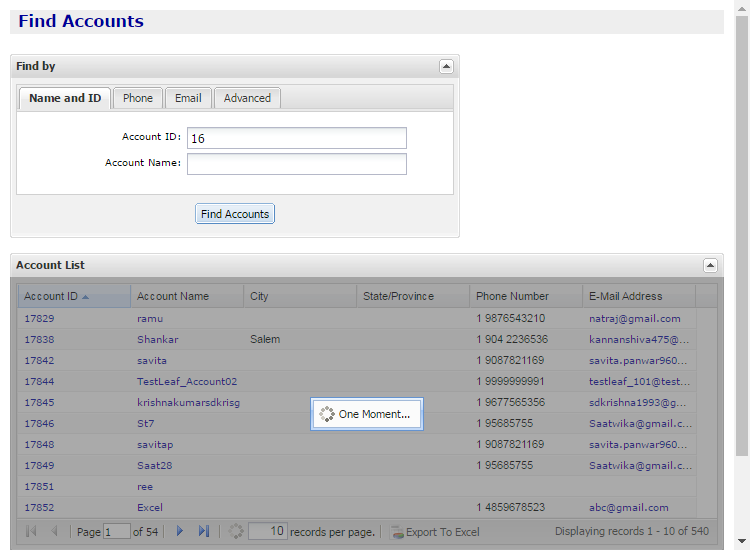 Find Accounts
Find by
Name and ID Phone Email Advanced
Account ID: 16
Account Name:
Find Accounts
Account List
Account ID Account Name City State/Province Phone Number E-Mail Address
17829 ramu 1 9876543210 natraj@gmail.com
17838 Shankar Salem 1 904 2236536 kannanshiva475@...
17842 savita 1 9087821169 savita.panwar960...
17844 TestLeaf_Account02 1 9999999991 testleaf_101@test...
17845 krishnakumarsdkrisg 1 9677565356 sdkrishna1993@g...
17846 St7 1 95685755 Saatwika@gmail.c...
17848 savitap 1 9087821169 savita.panwar960...
17849 Saat28 1 95685755 Saatwika@gmail.c...
17851 ree
17852 Excel 1 4859678523 abc@gmail.com
One Moment...
Page 1 of 54 10 records per page. Export To Excel Displaying records 1 - 10 of 540